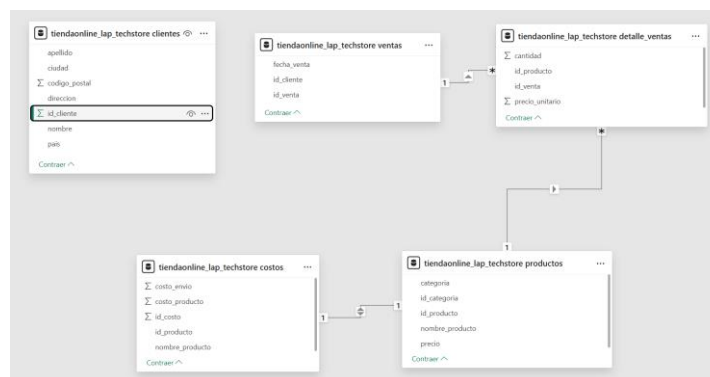 tiendaonline_lap_techstore clientes
apellido
ciudad
codigo_postal
direccion
id_cliente
nombre
pais
Contraer
tiendaonline_lap_techstore ventas
fecha_venta
id_cliente
id_venta
Contraer
1
*
tiendaonline_lap_techstore detalle_ventas
cantidad
id_producto
id_venta
precio_unitario
Contraer
*
1
tiendaonline_lap_techstore costos
costo_envio
costo_producto
id_costo
id_producto
nombre_producto
Contraer
1
1
tiendaonline_lap_techstore productos
categoria
id_categoria
id_producto
nombre_producto
precio
Contraer